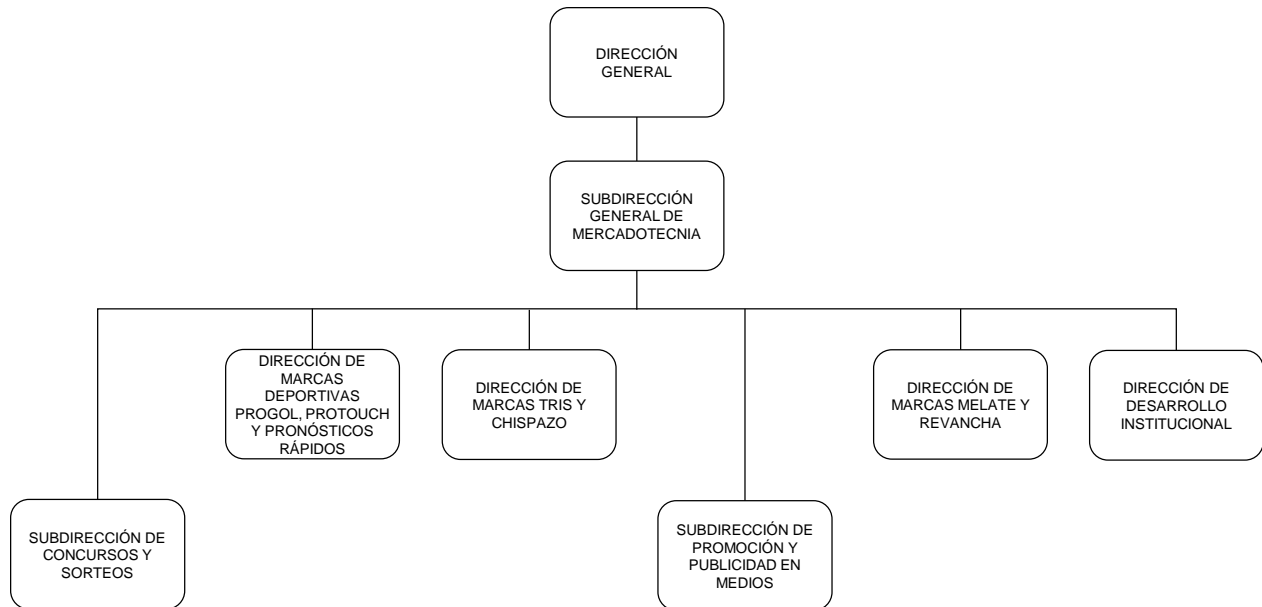 DIRECCIÓN
GENERAL
SUBDIRECCIÓN
GENERAL DE
MERCADOTECNIA
DIRECCIÓN DE
MARCAS
DEPORTIVAS
PROGOL, PROTOUCH
Y PRONÓSTICOS
RÁPIDOS
DIRECCIÓN DE
MARCAS TRIS Y
CHISPAZO
DIRECCIÓN DE
MARCAS MELATE Y
REVANCHA
DIRECCIÓN DE
DESARROLLO
INSTITUCIONAL
SUBDIRECCIÓN DE
CONCURSOS Y
SORTEOS
SUBDIRECCIÓN DE
PROMOCIÓN Y
PUBLICIDAD EN
MEDIOS